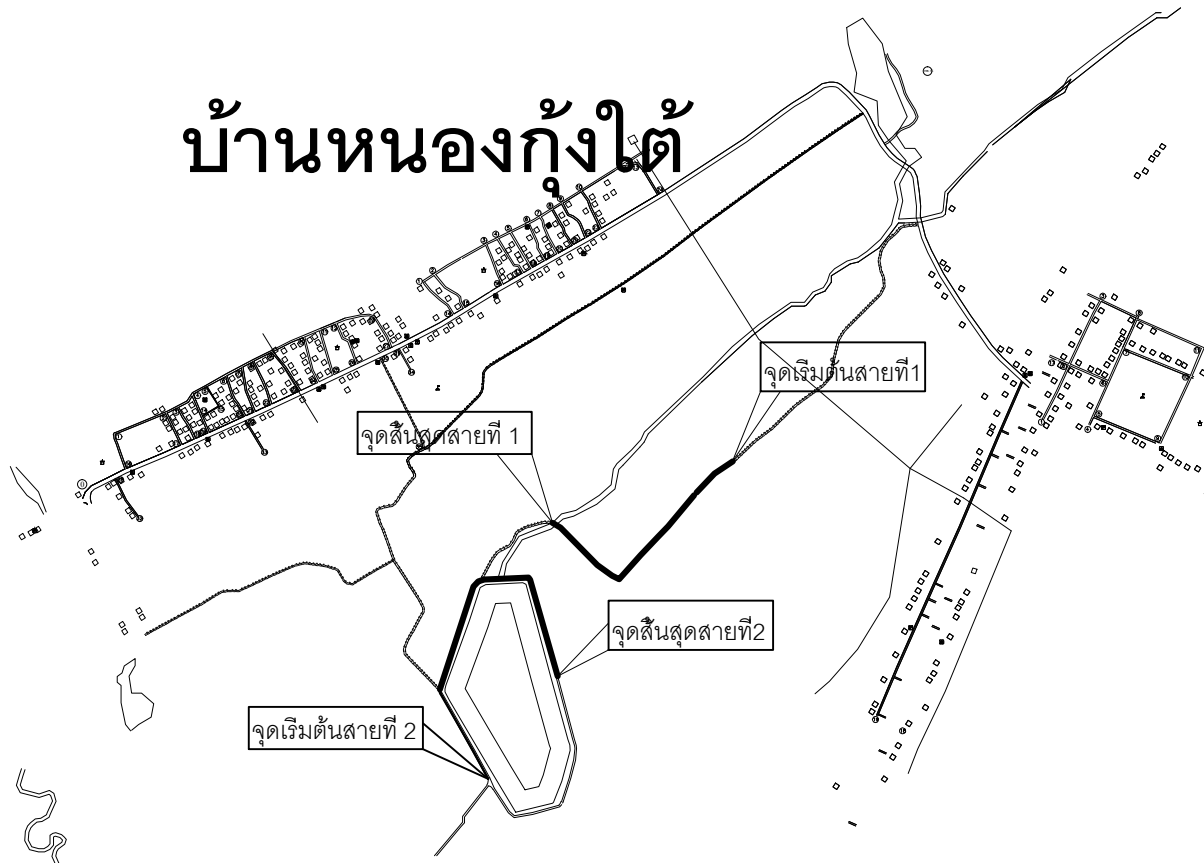 บ้านหนองกุ้งใต้
จุดเริ่มต้นสายที่1
จุดสิ้นสุดสายที่ 1
จุดสิ้นสุดสายที่2
จุดเริ่มต้นสายที่ 2